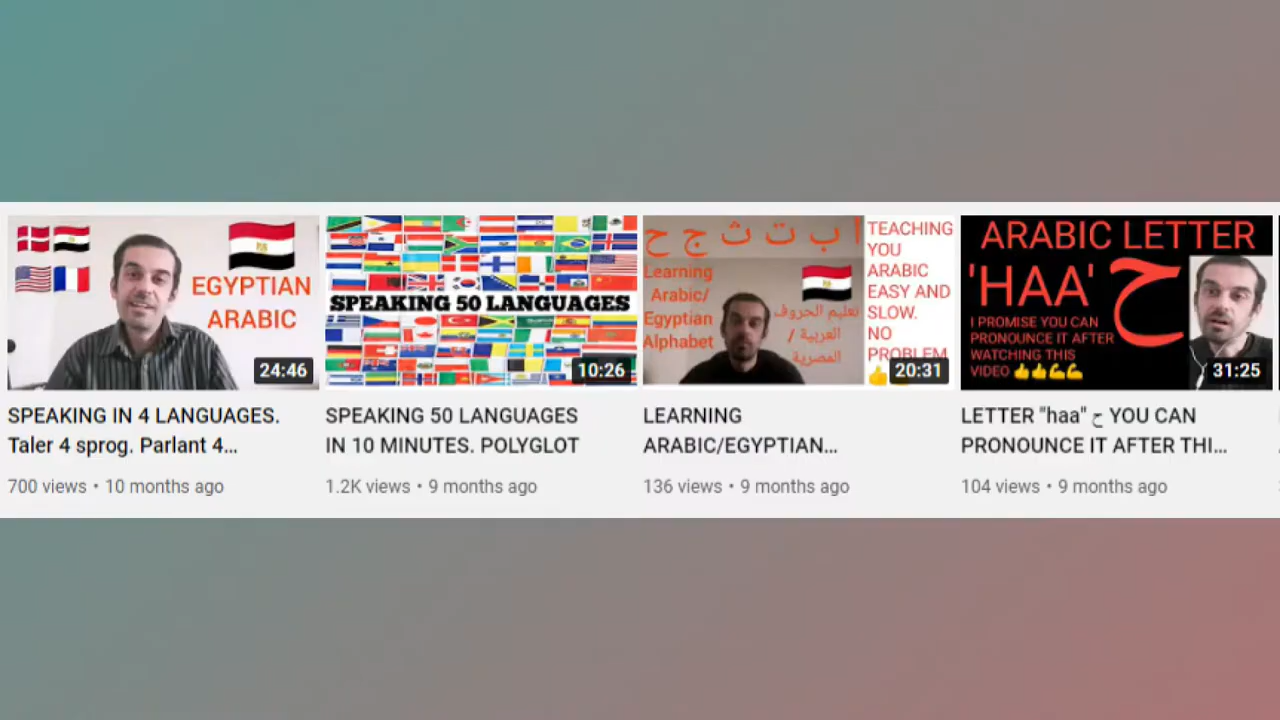 EGYPTIAN
ARABIC
24:46
SPEAKING IN 4 LANGUAGES.
Taler 4 sprog. Parlant 4...
700 views • 10 months ago
SPEAKING 50 LANGUAGES
10:26
SPEAKING 50 LANGUAGES
IN 10 MINUTES. POLYGLOT
1.2K views • 9 months ago
أ ب ت ث ج ح
Learning
Arabic/
Egyptian
Alphabet
تعليم الحروف
العربية /
المصرية
TEACHING
YOU
ARABIC
EASY AND
SLOW.
NO
PROBLEM
👍
20:31
LEARNING
ARABIC/EGYPTIAN...
136 views • 9 months ago
ARABIC LETTER
'HAA' ح
I PROMISE YOU CAN
PRONOUNCE IT AFTER
WATCHING THIS
VIDEO 👍👍💪💪
31:25
LETTER "haa" ح YOU CAN
PRONOUNCE IT AFTER THI...
104 views • 9 months ago